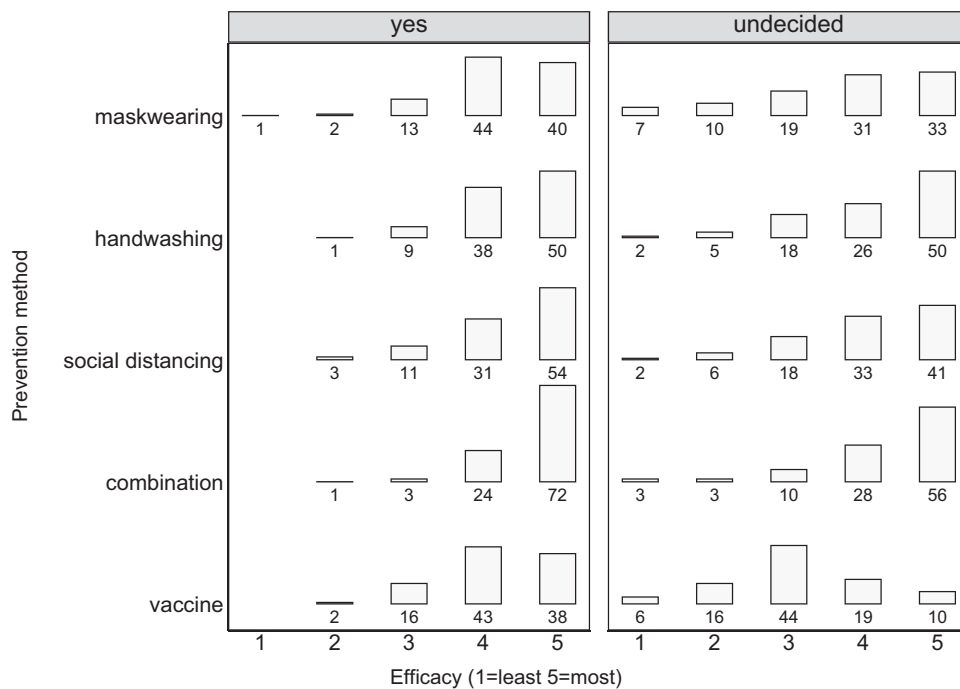 yes undecided
maskwearing
1 2 13 44 40 7 10 19 31 33
handwashing
1 9 38 50 2 5 18 26 50
social distancing
3 11 31 54 2 6 18 33 41
combination
1 3 24 72 3 3 10 28 56
vaccine
2 16 43 38 6 16 44 19 10
1 2 3 4 5 1 2 3 4 5
Prevention method
Efficacy (1=least 5=most)